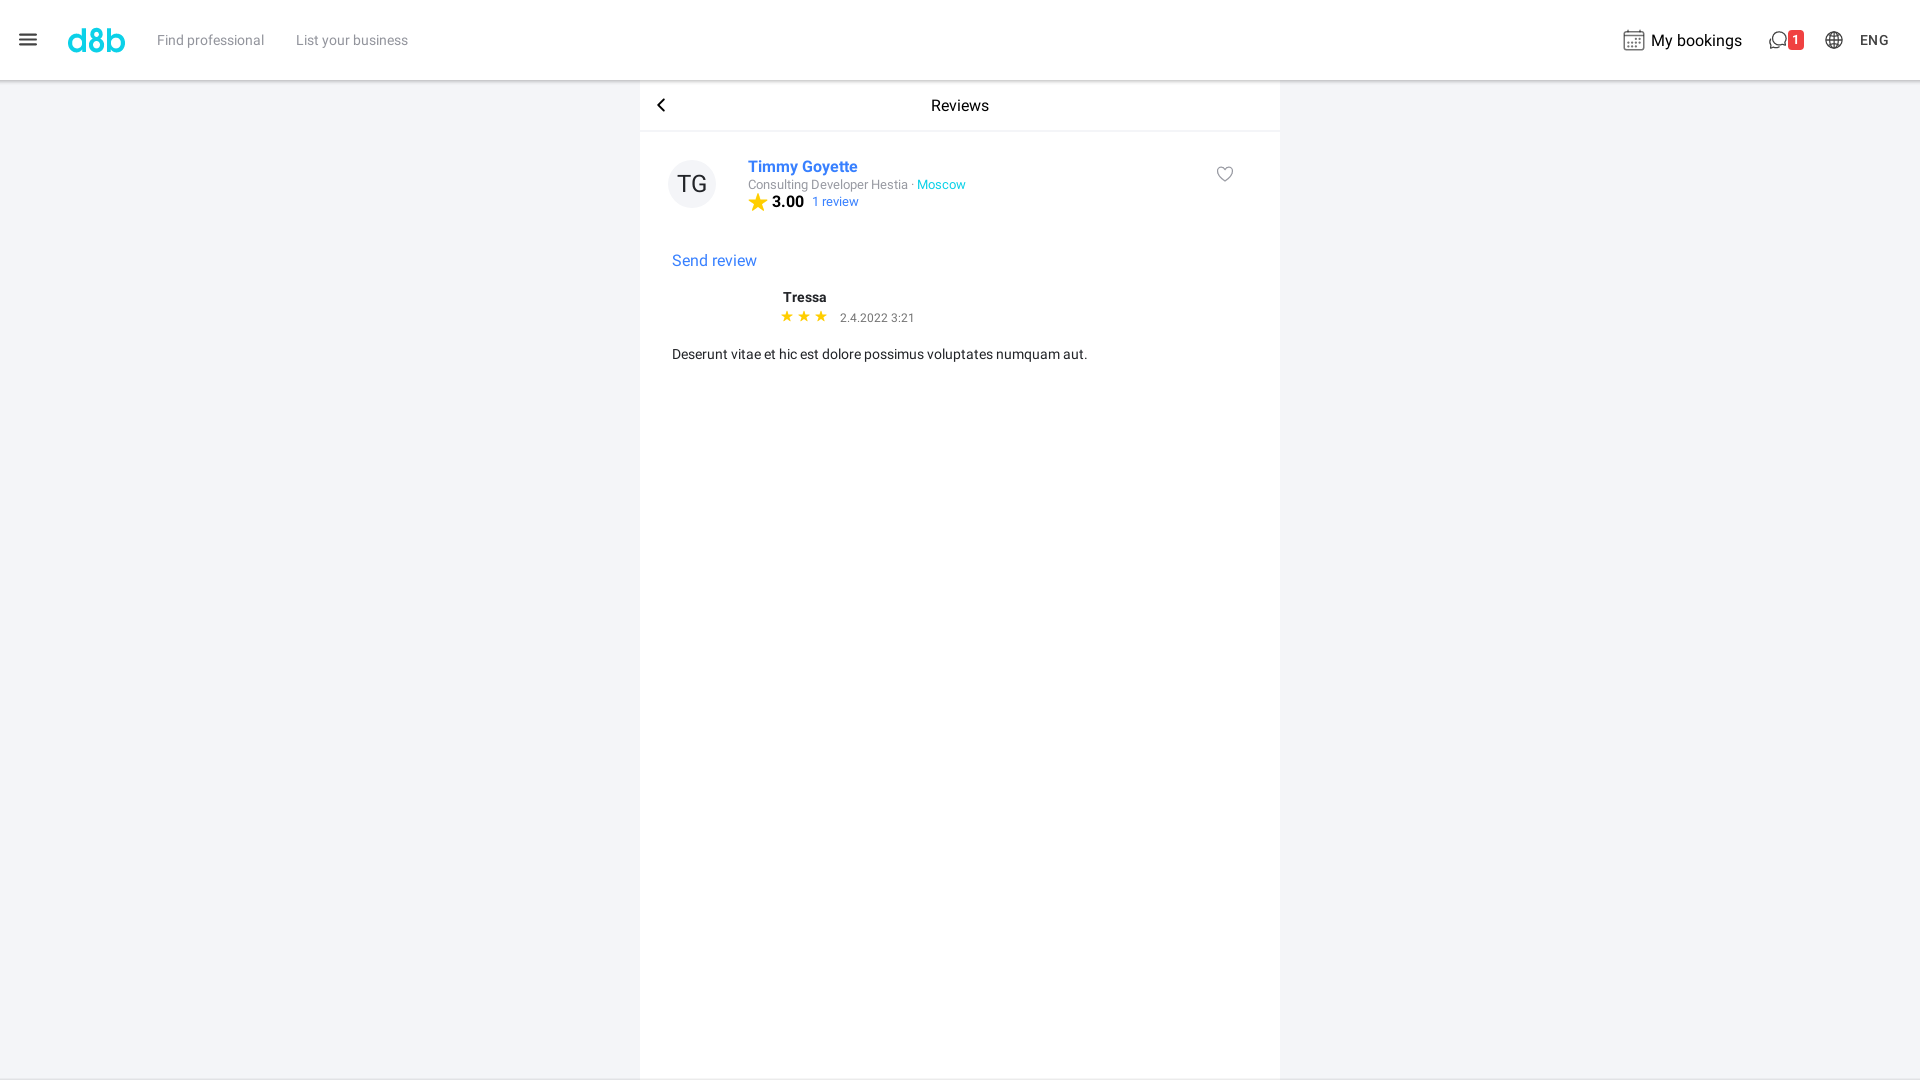 d8b
Find professional
List your business
My bookings
1
ENG
Reviews
TG
Timmy Goyette
Consulting Developer Hestia · Moscow
3.00 1 review
Send review
Tressa
2.4.2022 3:21
Deserunt vitae et hic est dolore possimus voluptates numquam aut.